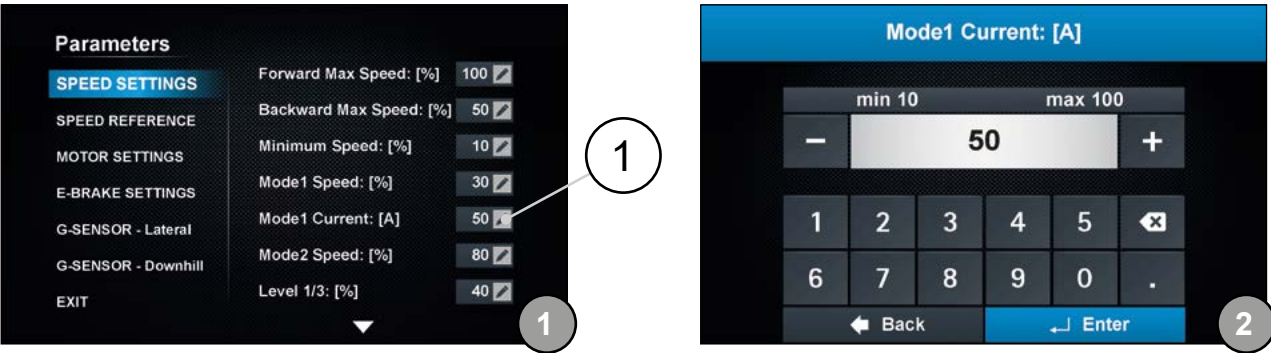 Parameters
SPEED SETTINGS
SPEED REFERENCE
MOTOR SETTINGS
E-BRAKE SETTINGS
G-SENSOR - Lateral
G-SENSOR - Downhill
EXIT
Forward Max Speed: [%] 100
Backward Max Speed: [%] 50
Minimum Speed: [%] 10
Mode1 Speed: [%] 30
Mode1 Current: [A] 50
Mode2 Speed: [%] 80
Level 1/3: [%] 40
1
1
Mode1 Current: [A]
min 10 max 100
− 50 +
1 2 3 4 5
6 7 8 9 0 .
Back Enter
2